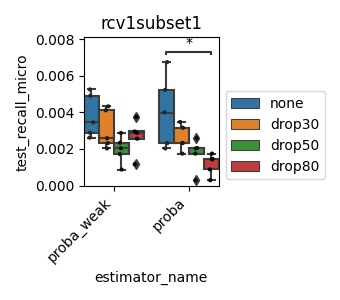 rcv1subset1
test_recall_micro
0.008
0.006
0.004
0.002
0.000
*
none
drop30
drop50
drop80
proba_weak
proba
estimator_name